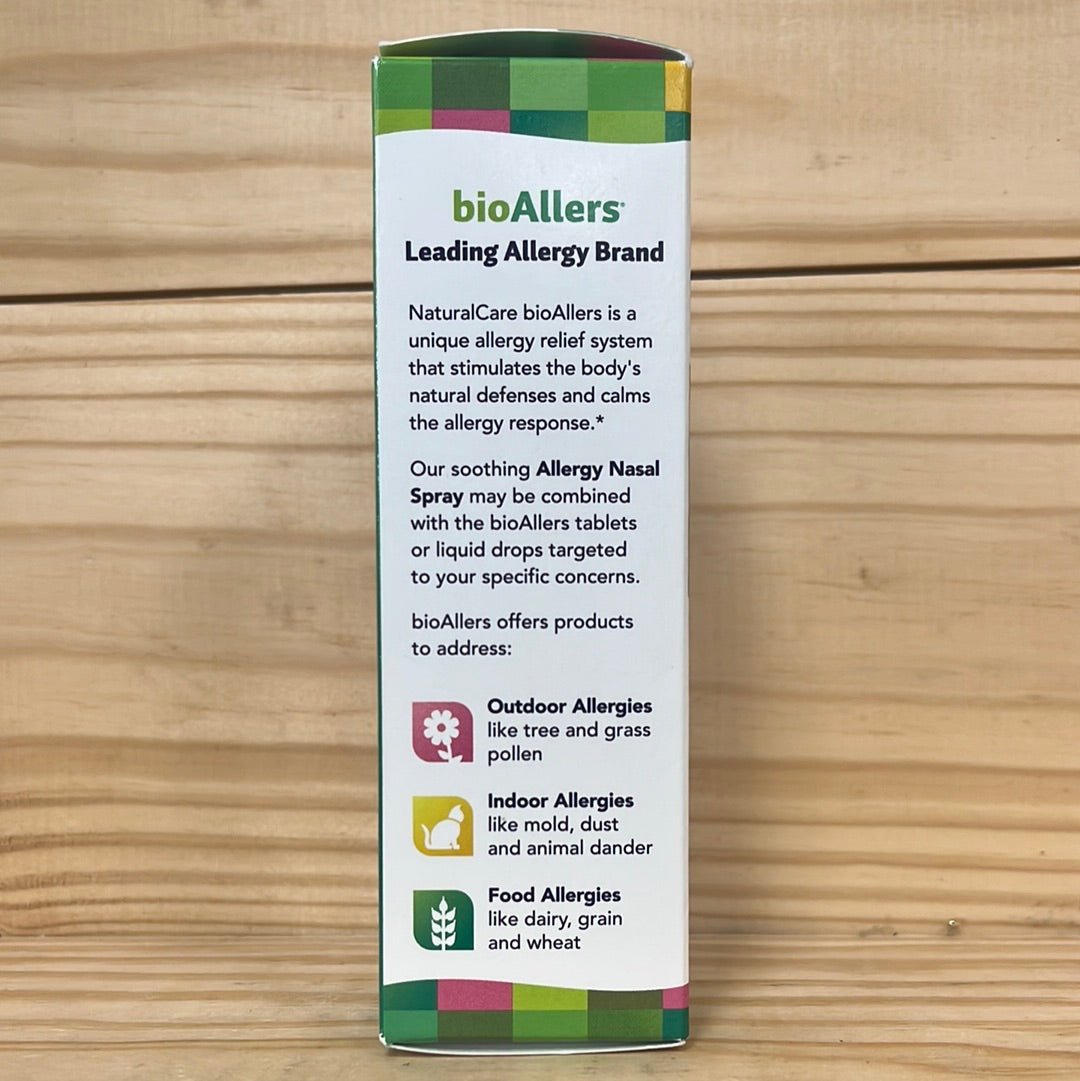 bioAllers®
Leading Allergy Brand
NaturalCare bioAllers is a
unique allergy relief system
that stimulates the body's
natural defenses and calms
the allergy response.*
Our soothing Allergy Nasal
Spray may be combined
with the bioAllers tablets
or liquid drops targeted
to your specific concerns.
bioAllers offers products
to address:
Outdoor Allergies
like tree and grass
pollen
Indoor Allergies
like mold, dust
and animal dander
Food Allergies
like dairy, grain
and wheat